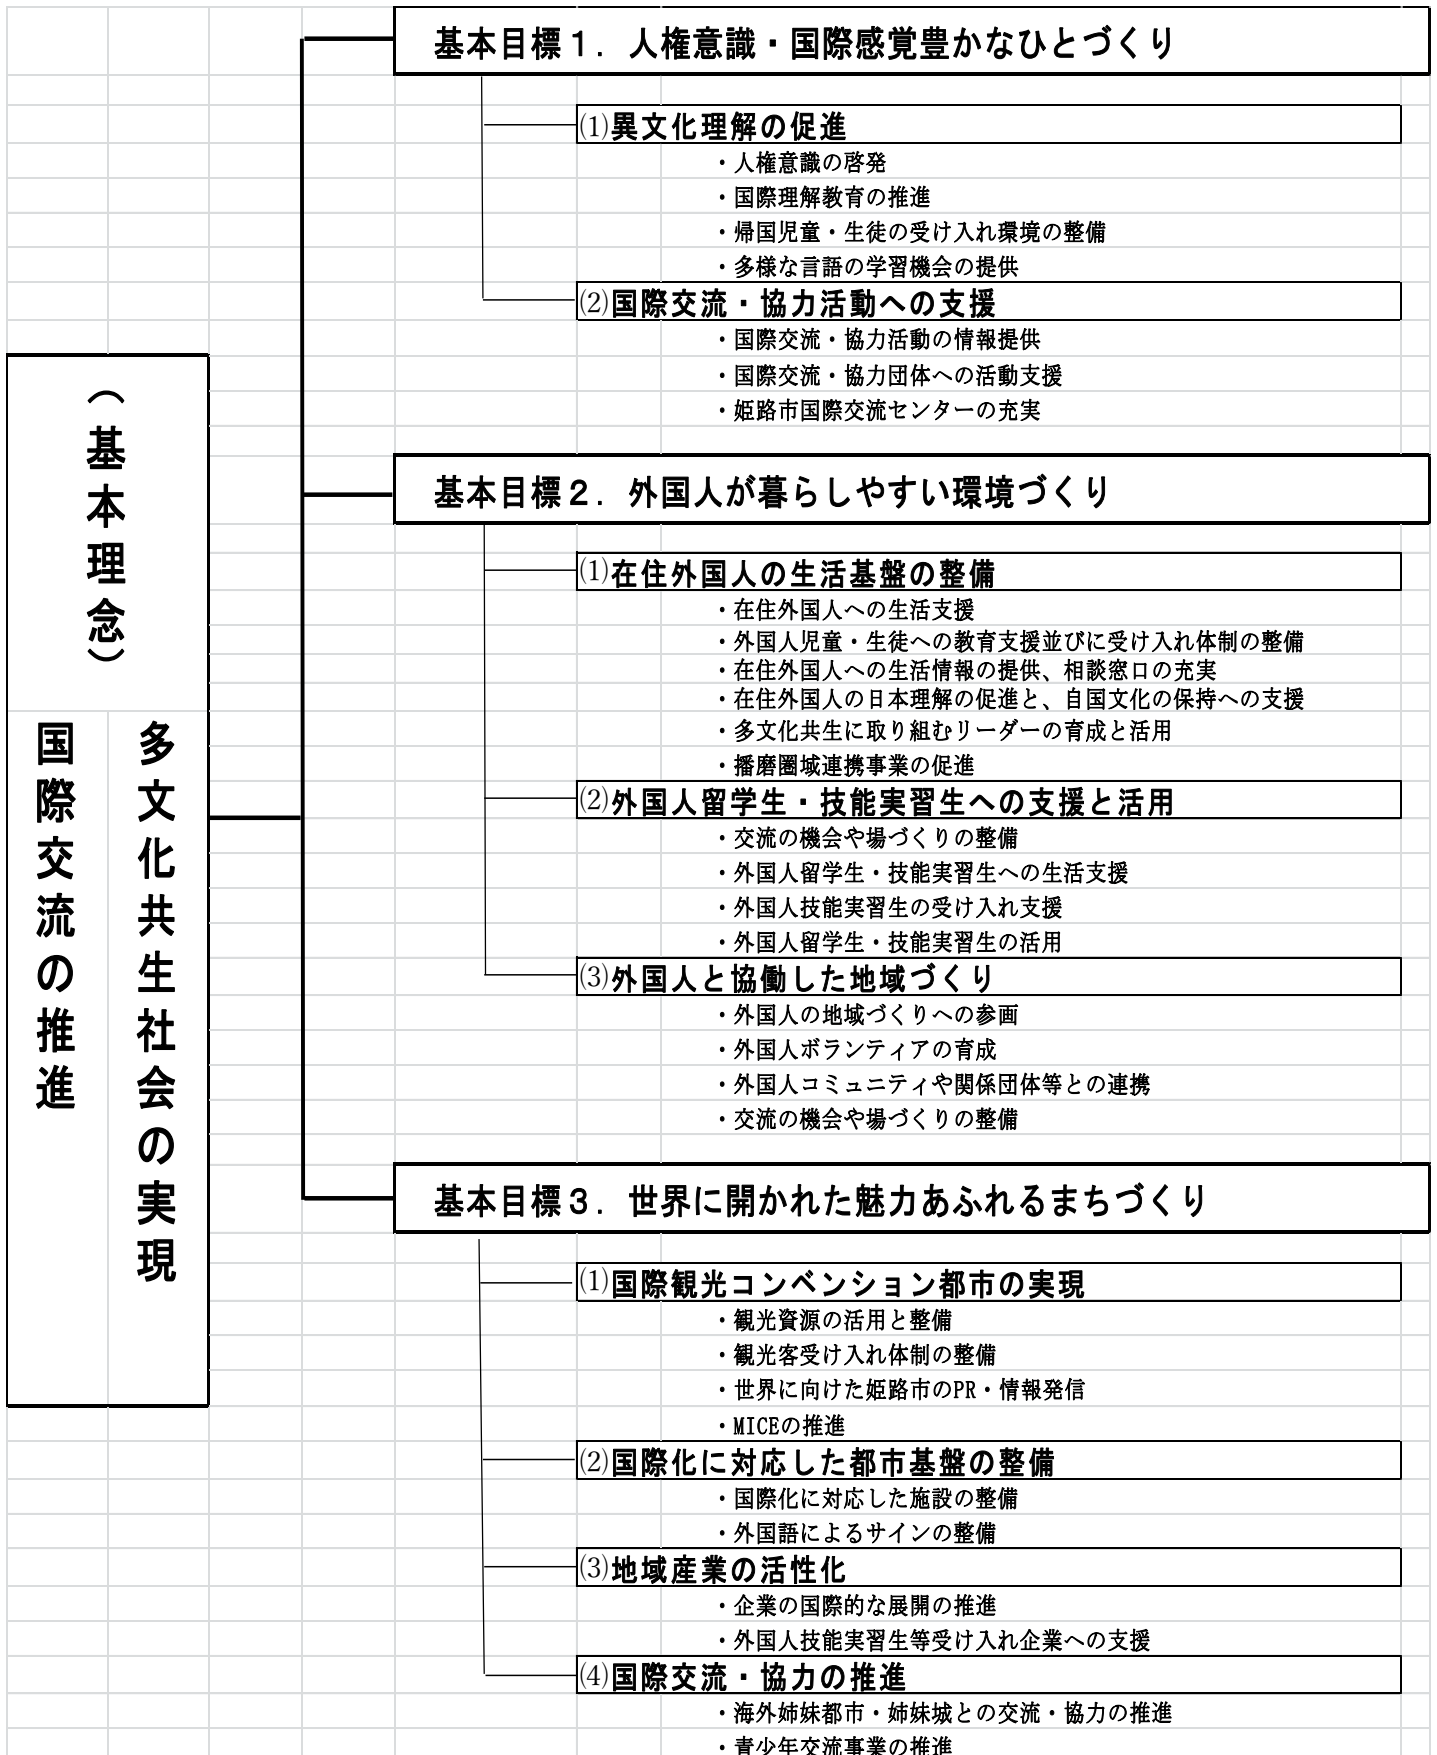 （基本理念）
多文化共生社会の実現
国際交流の推進
基本目標１．人権意識・国際感覚豊かなひとづくり
(1)異文化理解の促進
・人権意識の啓発
・国際理解教育の推進
・帰国児童・生徒の受け入れ環境の整備
・多様な言語の学習機会の提供
(2)国際交流・協力活動への支援
・国際交流・協力活動の情報提供
・国際交流・協力団体への活動支援
・姫路市国際交流センターの充実
基本目標２．外国人が暮らしやすい環境づくり
(1)在住外国人の生活基盤の整備
・在住外国人への生活支援
・外国人児童・生徒への教育支援並びに受け入れ体制の整備
・在住外国人への生活情報の提供、相談窓口の充実
・在住外国人の日本理解の促進と、自国文化の保持への支援
・多文化共生に取り組むリーダーの育成と活用
・播磨圏域連携事業の促進
(2)外国人留学生・技能実習生への支援と活用
・交流の機会や場づくりの整備
・外国人留学生・技能実習生への生活支援
・外国人技能実習生の受け入れ支援
・外国人留学生・技能実習生の活用
(3)外国人と協働した地域づくり
・外国人の地域づくりへの参画
・外国人ボランティアの育成
・外国人コミュニティや関係団体等との連携
・交流の機会や場づくりの整備
基本目標３．世界に開かれた魅力あふれるまちづくり
(1)国際観光コンベンション都市の実現
・観光資源の活用と整備
・観光客受け入れ体制の整備
・世界に向けた姫路市のPR・情報発信
・MICEの推進
(2)国際化に対応した都市基盤の整備
・国際化に対応した施設の整備
・外国語によるサインの整備
(3)地域産業の活性化
・企業の国際的な展開の推進
・外国人技能実習生等受け入れ企業への支援
(4)国際交流・協力の推進
・海外姉妹都市・姉妹城との交流・協力の推進
・青少年交流事業の推進